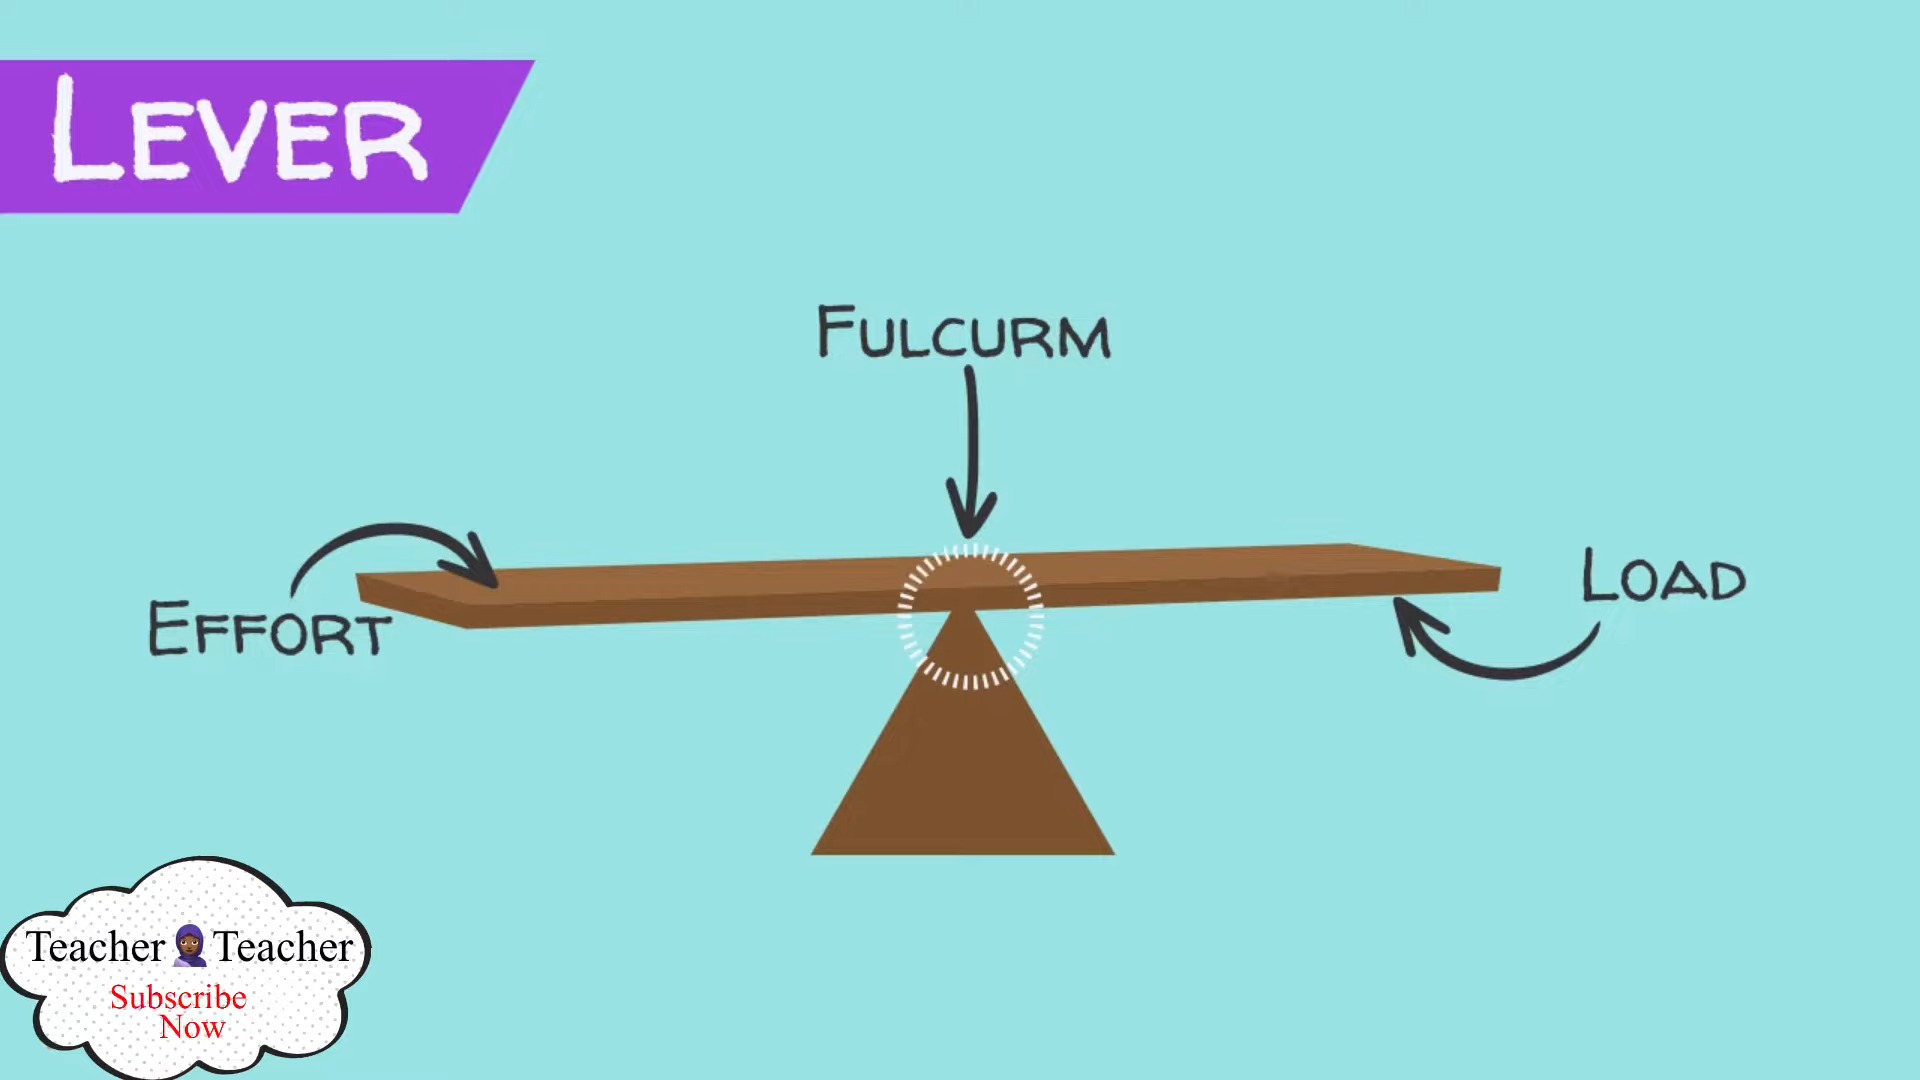 LEVER
FULCURM
EFFORT
LOAD
Teacher Teacher
Subscribe
Now